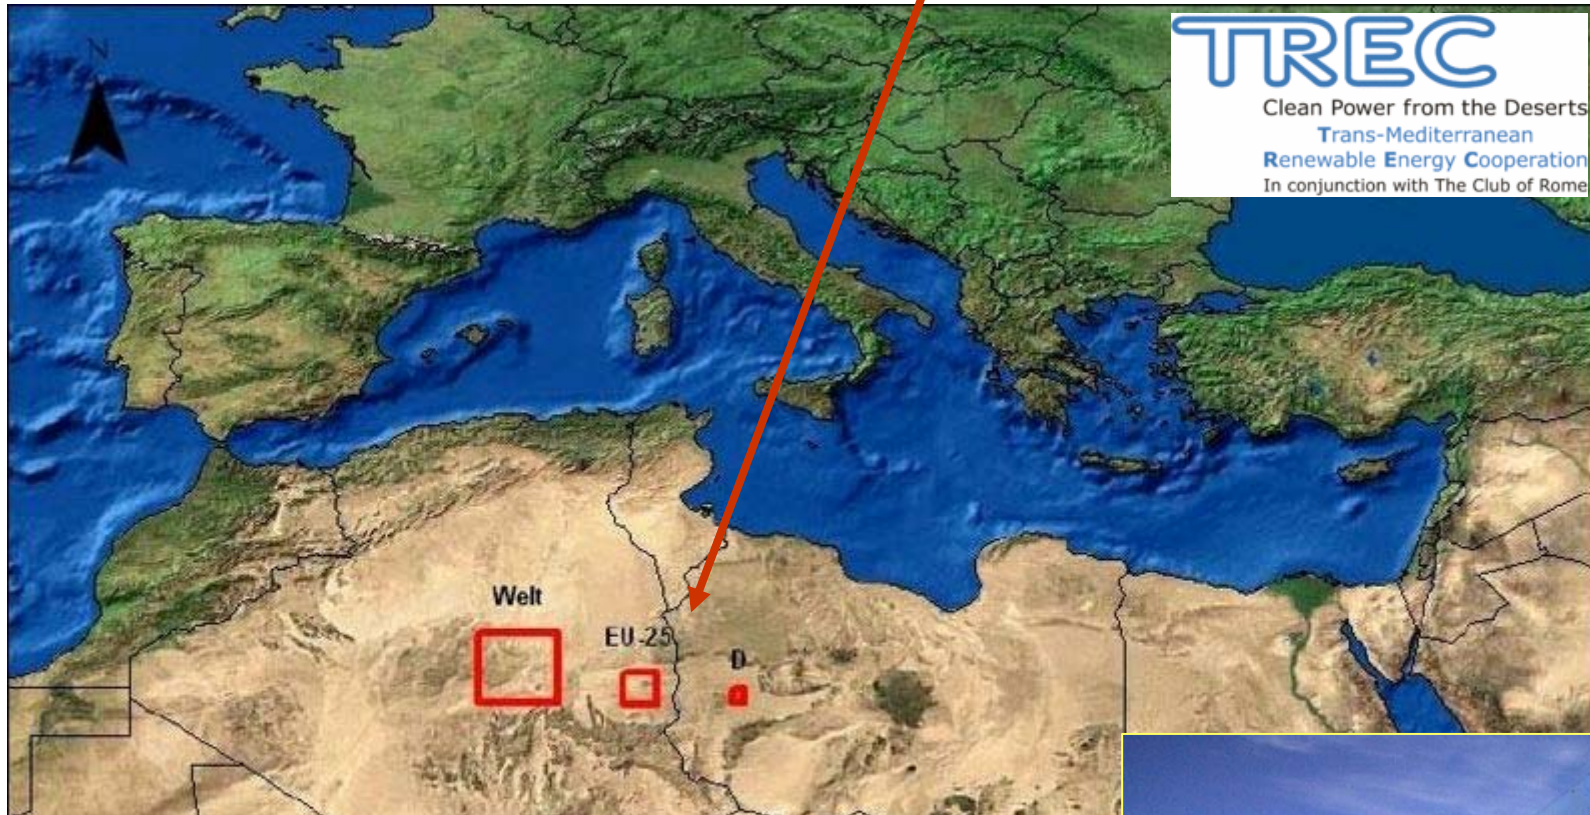 N
TREC
Clean Power from the Deserts
Trans-Mediterranean
Renewable Energy Cooperation
In conjunction with The Club of Rome
Welt
EU-25
D